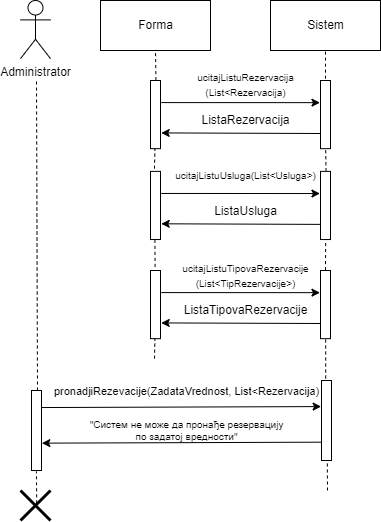 Forma
Sistem
Administrator
ucitajListuRezervacija
(List<Rezervacija)
ListaRezervacija
ucitajListuUsluga(List<Usluga>)
ListaUsluga
ucitajListuTipovaRezervacije
(List<TipRezervacije>)
ListaTipovaRezervacije
pronadjiRezevacije(ZadataVrednost, List<Rezervacija)
"Систем не може да пронађе резервацију
по задатој вредности"